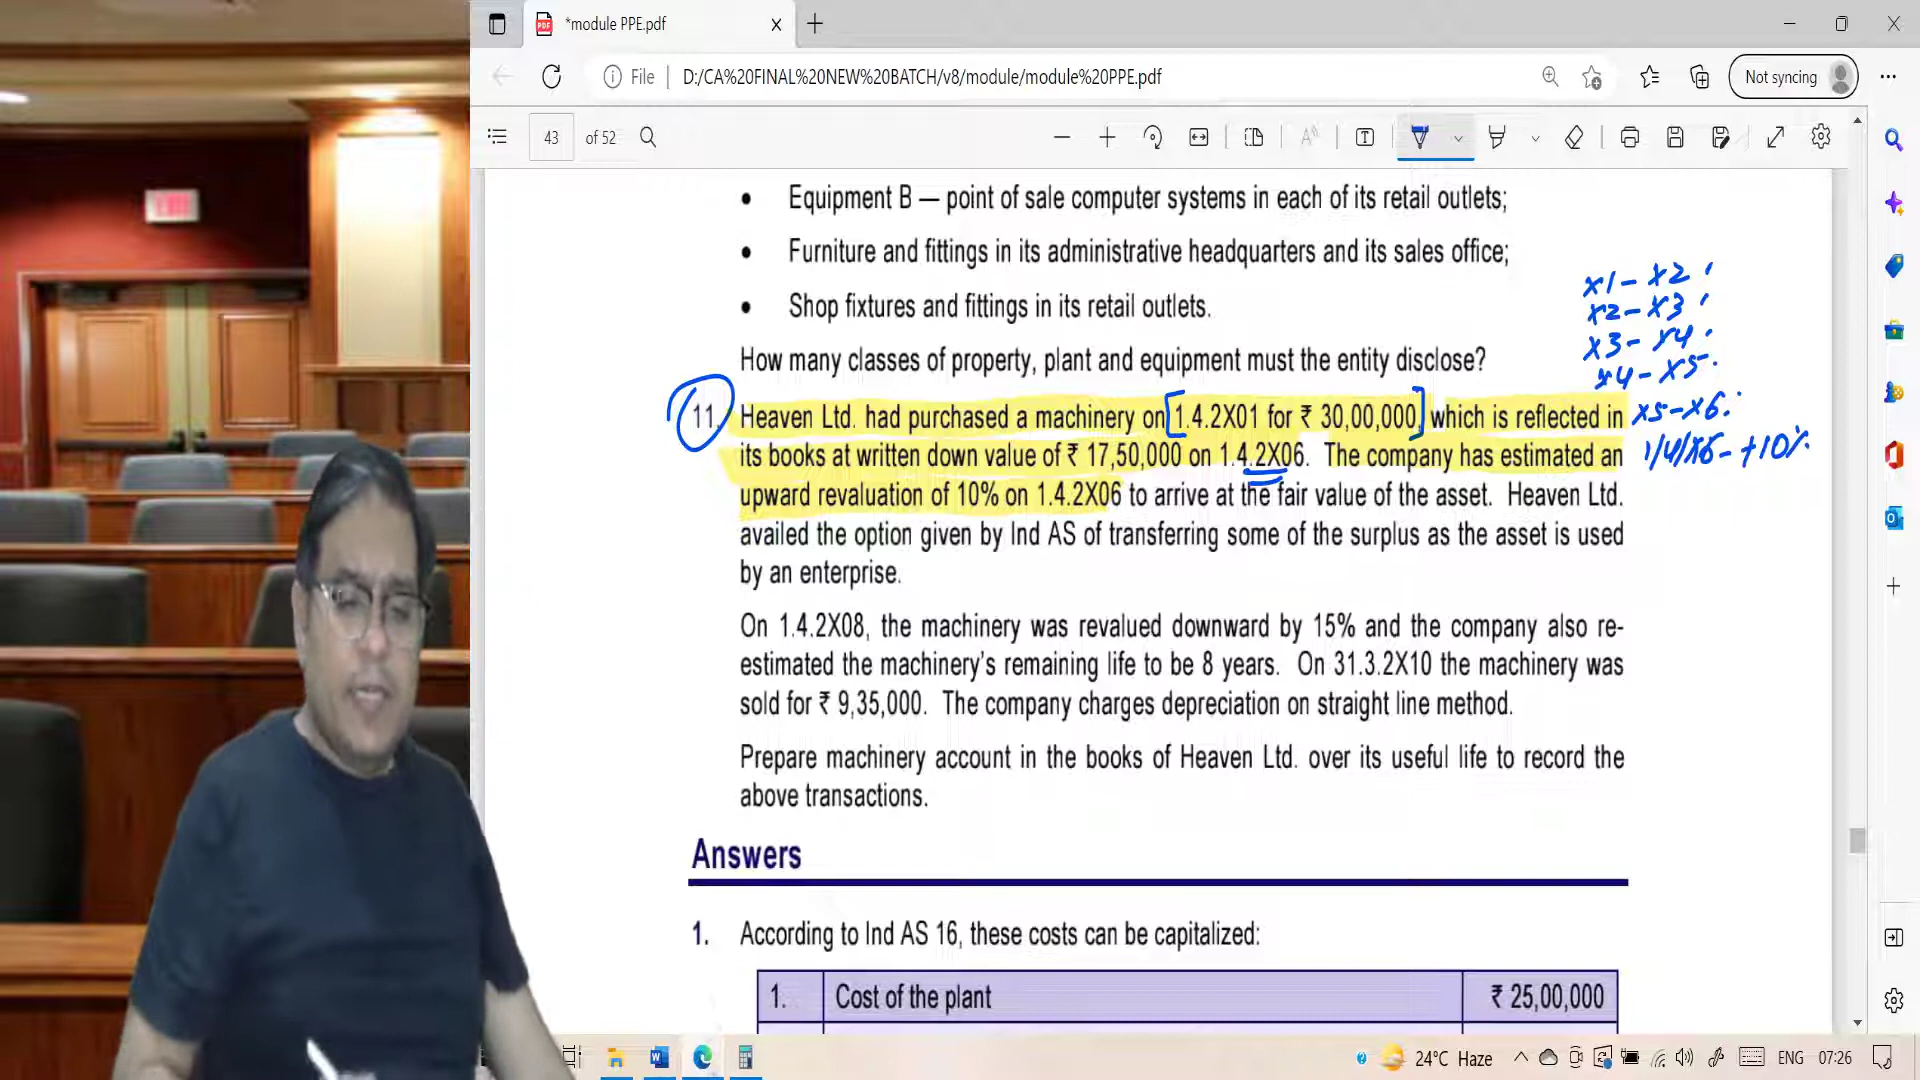 *module PPE.pdf
File D:/CA%20FINAL%20NEW%20BATCH/v8/module/module%20PPE.pdf
Not syncing
43 of 52
• Equipment B — point of sale computer systems in each of its retail outlets;
• Furniture and fittings in its administrative headquarters and its sales office;
• Shop fixtures and fittings in its retail outlets.
How many classes of property, plant and equipment must the entity disclose?
x1 - x2
x2 - x3
x3 - x4
x4 - x5
x5 - x6
1/4/x6 - +10%
11. Heaven Ltd. had purchased a machinery on [1.4.2X01 for ₹ 30,00,000,] which is reflected in
its books at written down value of ₹ 17,50,000 on 1.4.2X06. The company has estimated an
upward revaluation of 10% on 1.4.2X06 to arrive at the fair value of the asset. Heaven Ltd.
availed the option given by Ind AS of transferring some of the surplus as the asset is used
by an enterprise.
On 1.4.2X08, the machinery was revalued downward by 15% and the company also re-
estimated the machinery's remaining life to be 8 years. On 31.3.2X10 the machinery was
sold for ₹ 9,35,000. The company charges depreciation on straight line method.
Prepare machinery account in the books of Heaven Ltd. over its useful life to record the
above transactions.
Answers
1. According to Ind AS 16, these costs can be capitalized:
1. Cost of the plant ₹ 25,00,000
24°C Haze ENG 07:26